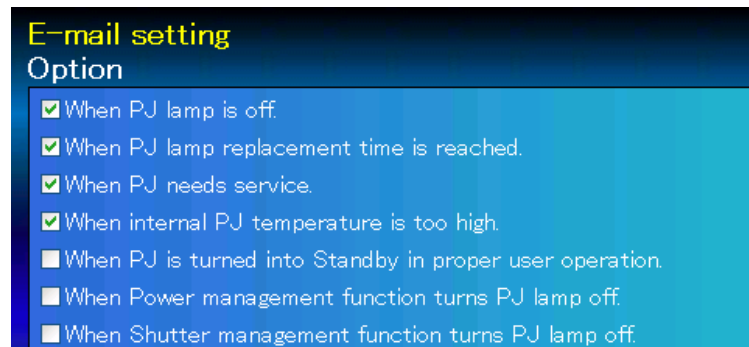 E-mail setting
Option
When PJ lamp is off.
When PJ lamp replacement time is reached.
When PJ needs service.
When internal PJ temperature is too high.
When PJ is turned into Standby in proper user operation.
When Power management function turns PJ lamp off.
When Shutter management function turns PJ lamp off.